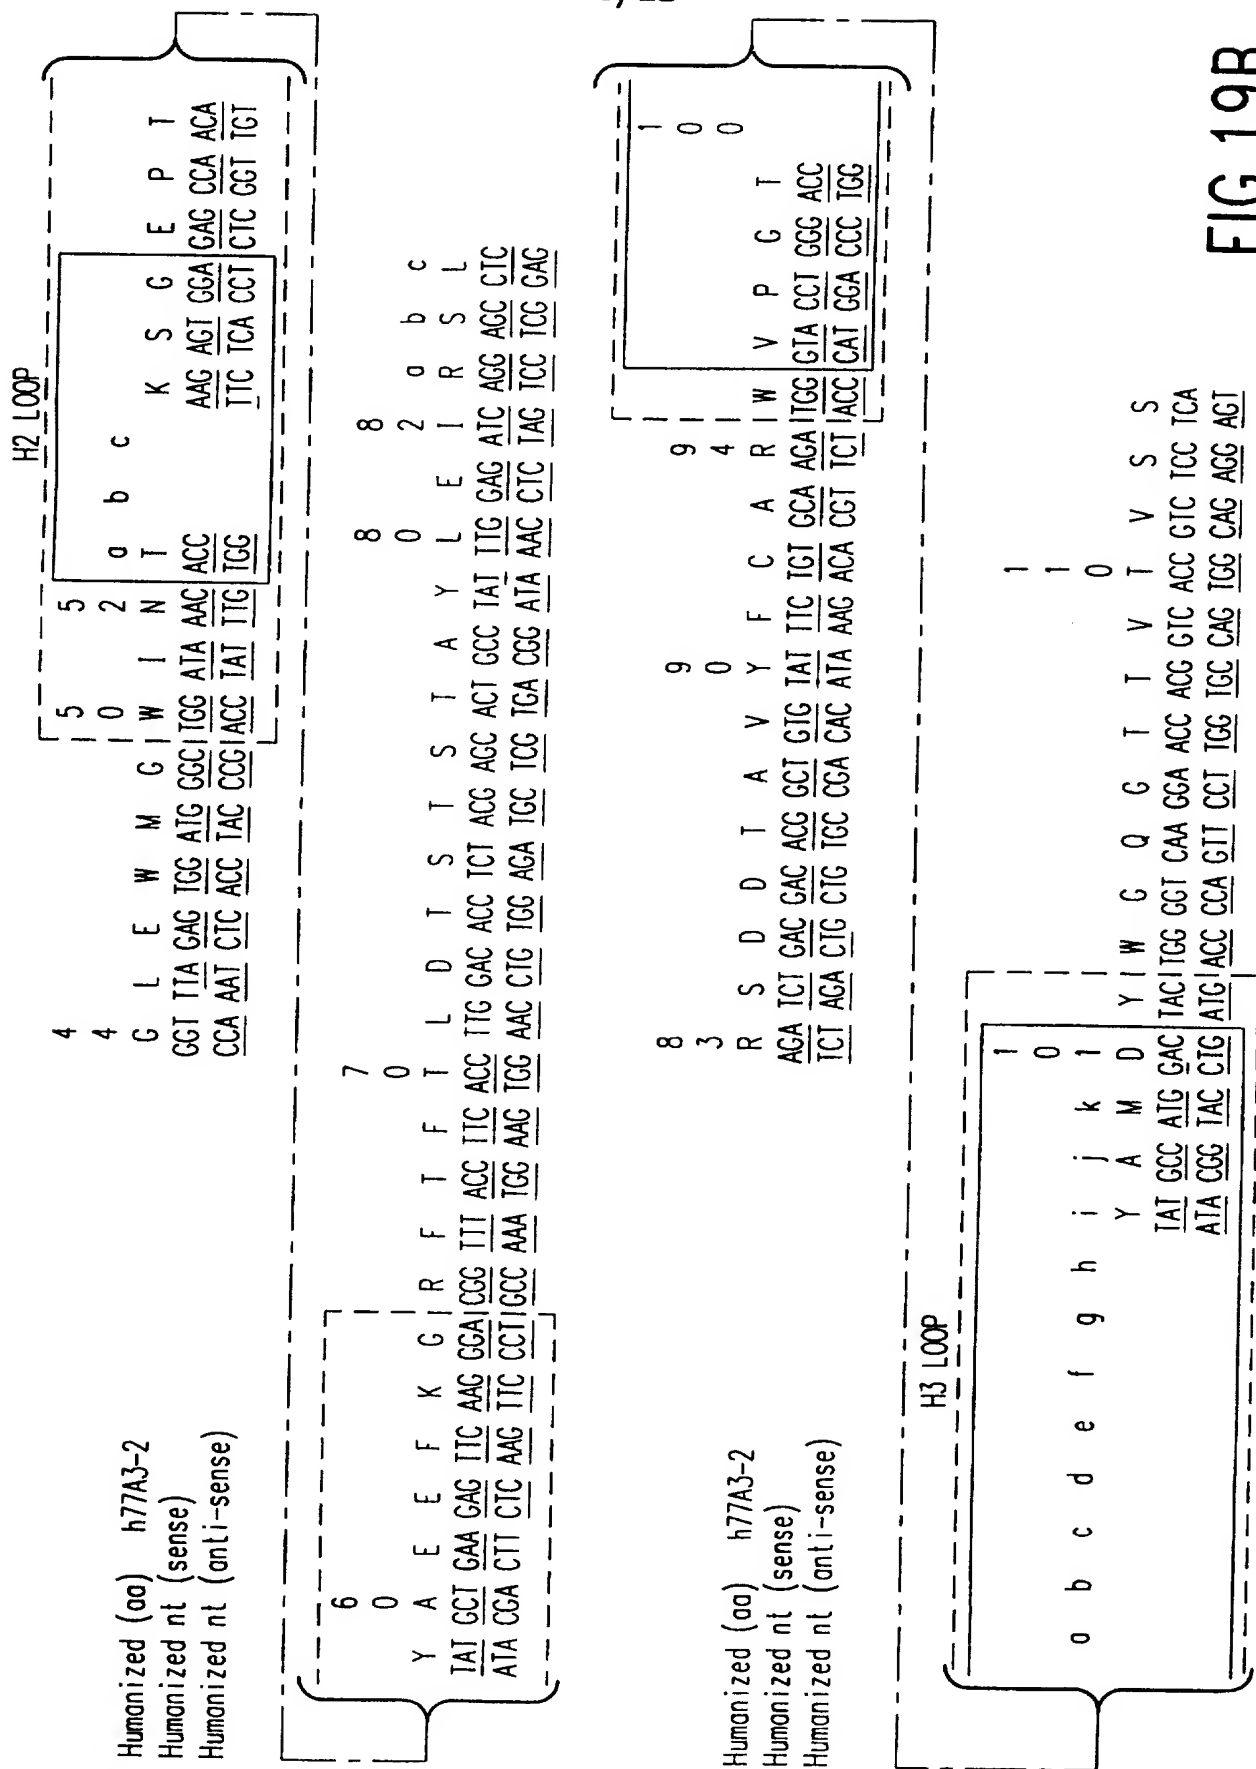 H2 LOOP
4 5 5
4 0 2 a b c
Humanized (aa) h77A3-2 G L E W M G W I N T K S G E P T
Humanized nt (sense) GGT TTA GAG TGG ATG GGC TGG ATA AAC ACC AAG AGT GGA GAG CCA ACA
Humanized nt (anti-sense) CCA AAT CTC ACC TAC CCG ACC TAT TTG TGG TTC TCA CCT CTC GGT TGT
6 7 8 8
0 0 0 2 a b c
Y A E E F K G R F T F T L D T S T S T A Y L E I R S L
TAT GCT GAA GAG TTC AAG GGA CGG TTT ACC TTC ACC TTG GAC ACC TCT ACG AGC ACT GCC TAT TTG GAG ATC AGG AGC CTC
ATA CGA CTT CTC AAG TTC CCT GCC AAA TGG AAG TGG AAC CTG TGG AGA TGC TCG TGA CGG ATA AAC CTC TAG TCC TCG GAG
8 9 9 1
3 0 4 0
0
Humanized (aa) h77A3-2 R S D D T A V Y F C A R W V P G T
Humanized nt (sense) AGA TCT GAC GAC ACG GCT GTG TAT TTC TGT GCA AGA TGG GTA CCT GGG ACC
Humanized nt (anti-sense) TCT AGA CTG CTG TGC CGA CAC ATA AAG ACA CGT TCT ACC CAT GGA CCC TGG
H3 LOOP
1 1
0 1
a b c d e f g h i j k 1 0
Y A M D Y W G Q G T T V T V S S
TAT GCC ATG GAC TAC TGG GGT CAA GGA ACC ACG GTC ACC GTC TCC TCA
ATA CGG TAC CTG ATG ACC CCA GTT CCT TGG TGC CAG TGG CAG AGG AGT
FIG. 19B